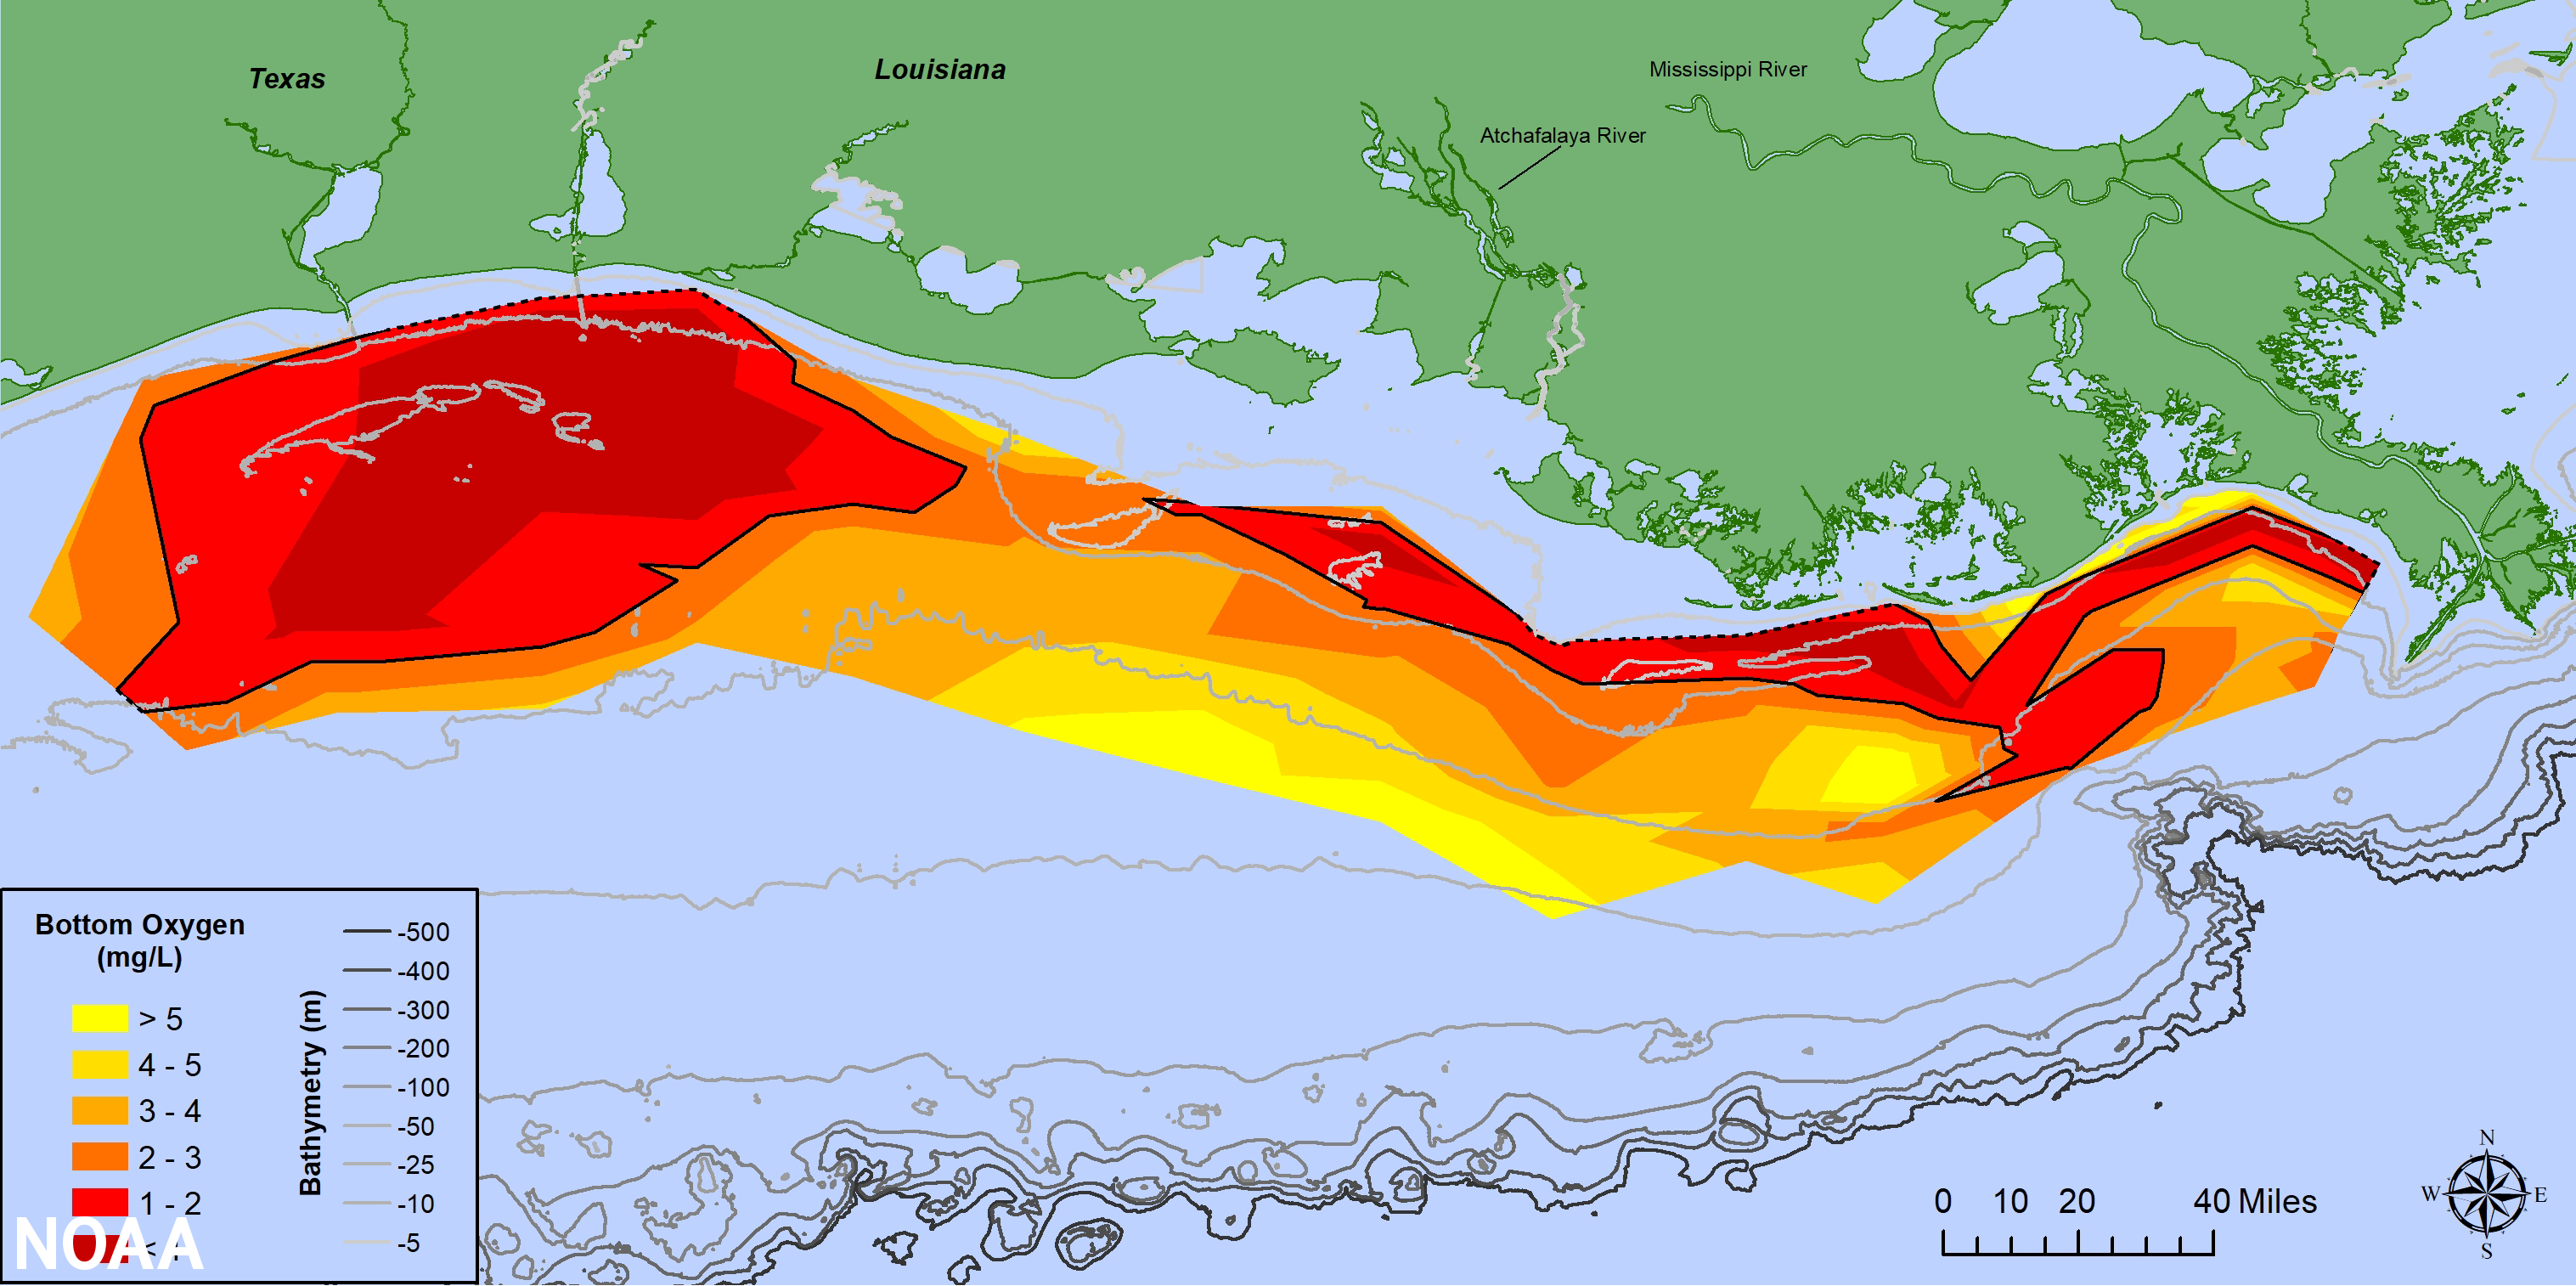 Texas
Louisiana
Mississippi River
Atchafalaya River
Bottom Oxygen
(mg/L)
> 5
4 - 5
3 - 4
2 - 3
1 - 2
Bathymetry (m)
-500
-400
-300
-200
-100
-50
-25
-10
-5
NOAA
0 10 20 40 Miles
N
W E
S